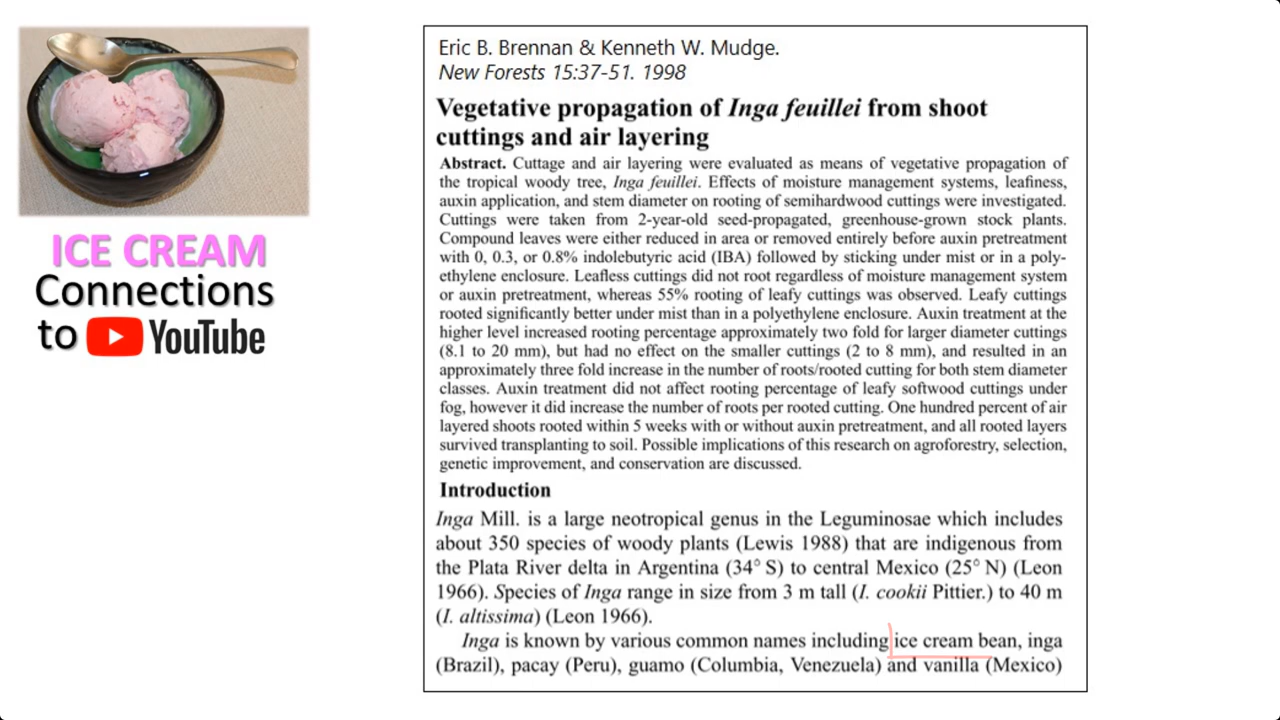 ICE CREAM
Connections
to YouTube
Eric B. Brennan & Kenneth W. Mudge.
New Forests 15:37-51. 1998
Vegetative propagation of Inga feuillei from shoot
cuttings and air layering
Abstract. Cuttage and air layering were evaluated as means of vegetative propagation of
the tropical woody tree, Inga feuillei. Effects of moisture management systems, leafiness,
auxin application, and stem diameter on rooting of semihardwood cuttings were investigated.
Cuttings were taken from 2-year-old seed-propagated, greenhouse-grown stock plants.
Compound leaves were either reduced in area or removed entirely before auxin pretreatment
with 0, 0.3, or 0.8% indolebutyric acid (IBA) followed by sticking under mist or in a poly-
ethylene enclosure. Leafless cuttings did not root regardless of moisture management system
or auxin pretreatment, whereas 55% rooting of leafy cuttings was observed. Leafy cuttings
rooted significantly better under mist than in a polyethylene enclosure. Auxin treatment at the
higher level increased rooting percentage approximately two fold for larger diameter cuttings
(8.1 to 20 mm), but had no effect on the smaller cuttings (2 to 8 mm), and resulted in an
approximately three fold increase in the number of roots/rooted cutting for both stem diameter
classes. Auxin treatment did not affect rooting percentage of leafy softwood cuttings under
fog, however it did increase the number of roots per rooted cutting. One hundred percent of air
layered shoots rooted within 5 weeks with or without auxin pretreatment, and all rooted layers
survived transplanting to soil. Possible implications of this research on agroforestry, selection,
genetic improvement, and conservation are discussed.
Introduction
Inga Mill. is a large neotropical genus in the Leguminosae which includes
about 350 species of woody plants (Lewis 1988) that are indigenous from
the Plata River delta in Argentina (34° S) to central Mexico (25° N) (Leon
1966). Species of Inga range in size from 3 m tall (I. cookii Pittier.) to 40 m
(I. altissima) (Leon 1966).
Inga is known by various common names including ice cream bean, inga
(Brazil), pacay (Peru), guamo (Columbia, Venezuela) and vanilla (Mexico)